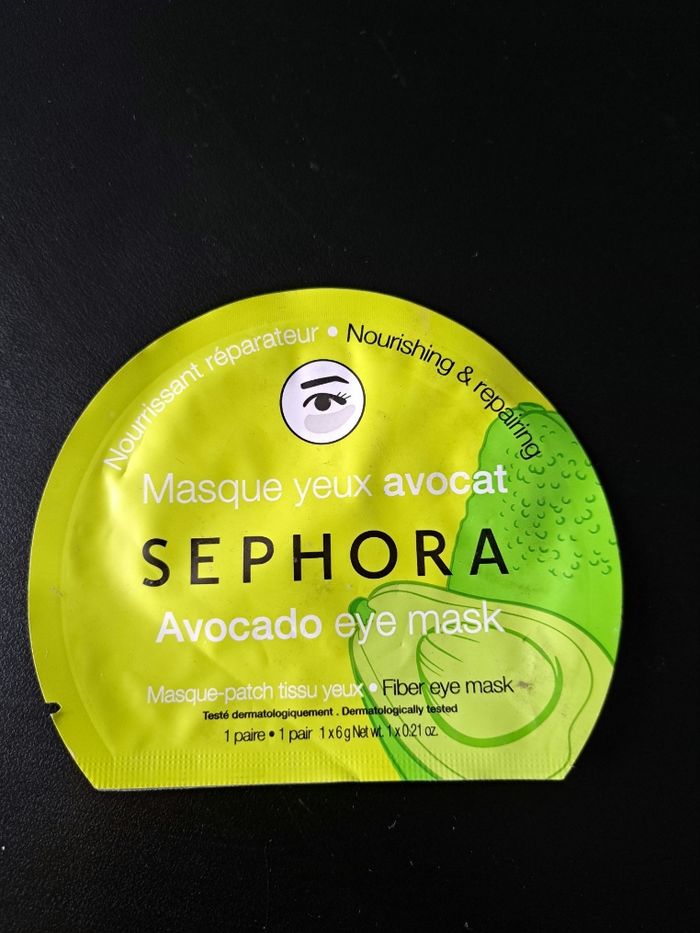 Nourrissant réparateur • Nourishing & repairing
Masque yeux avocat
SEPHORA
Avocado eye mask
Masque-patch tissu yeux • Fiber eye mask
Testé dermatologiquement . Dermatologically tested
1 paire • 1 pair 1 x 6 g Net wt. 1 x 0.21 oz.